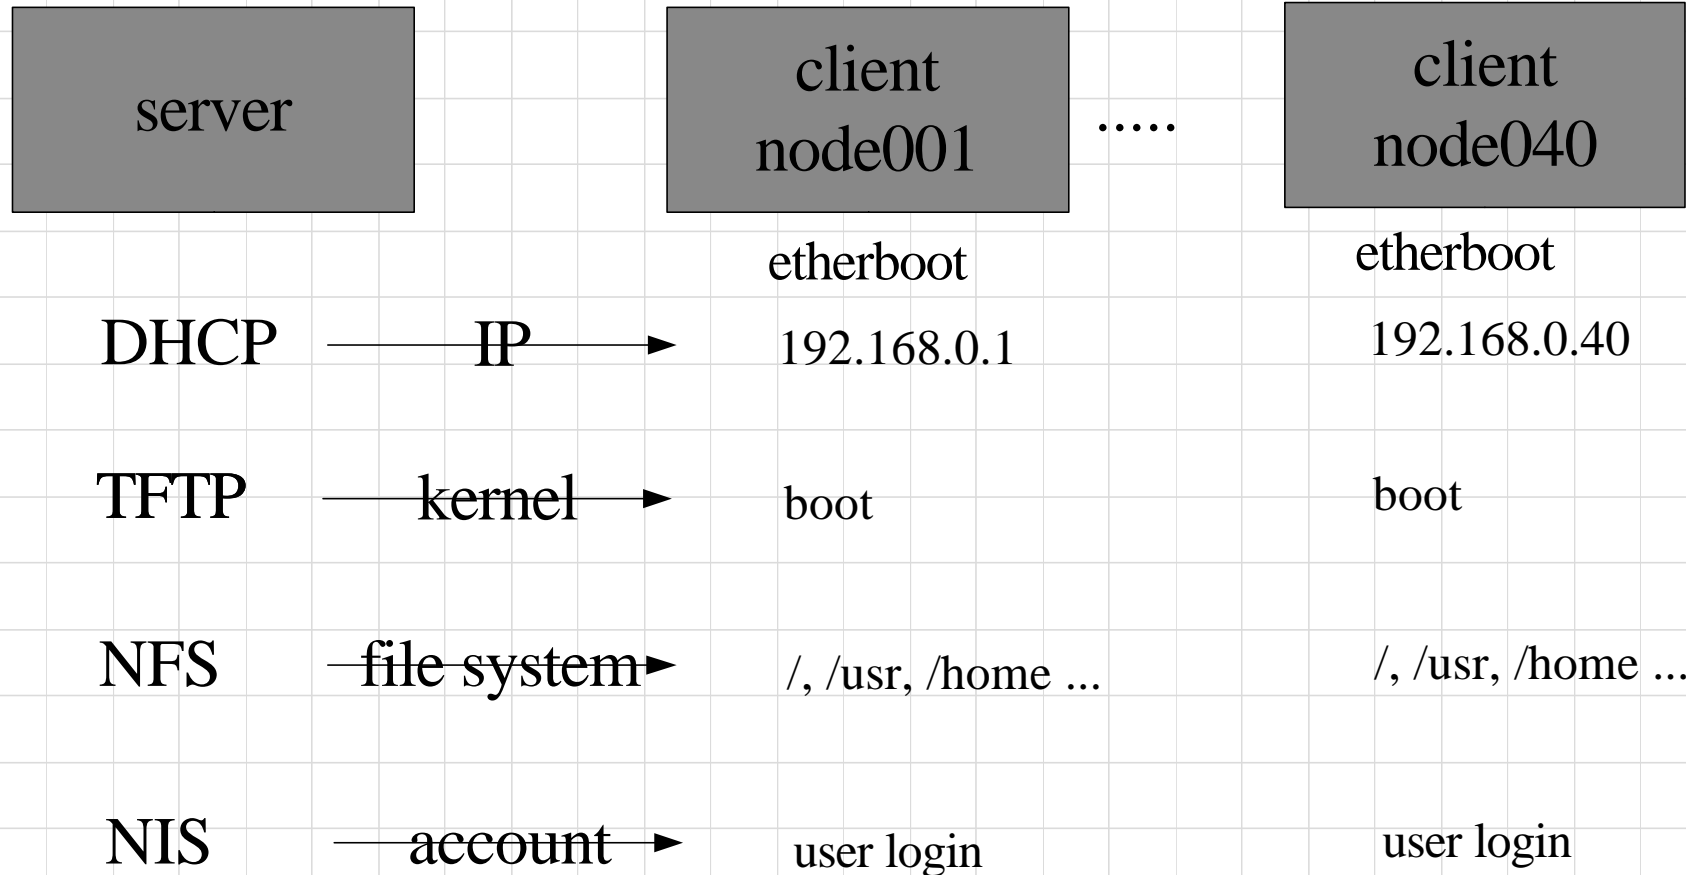 server
client
node001
.....
client
node040
etherboot
etherboot
DHCP IP 192.168.0.1 192.168.0.40
TFTP kernel boot boot
NFS file system /, /usr, /home ... /, /usr, /home ...
NIS account user login user login